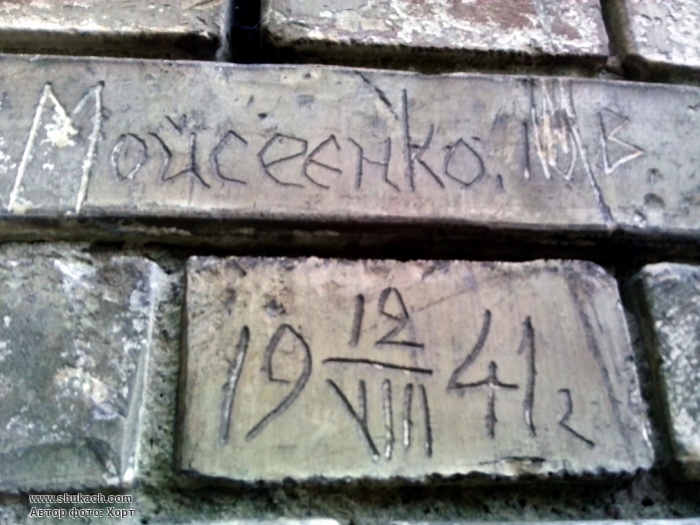 Мойсеенко. М В
19 12/VIII 41 г
www.shukach.com
Автор фото: Хорт